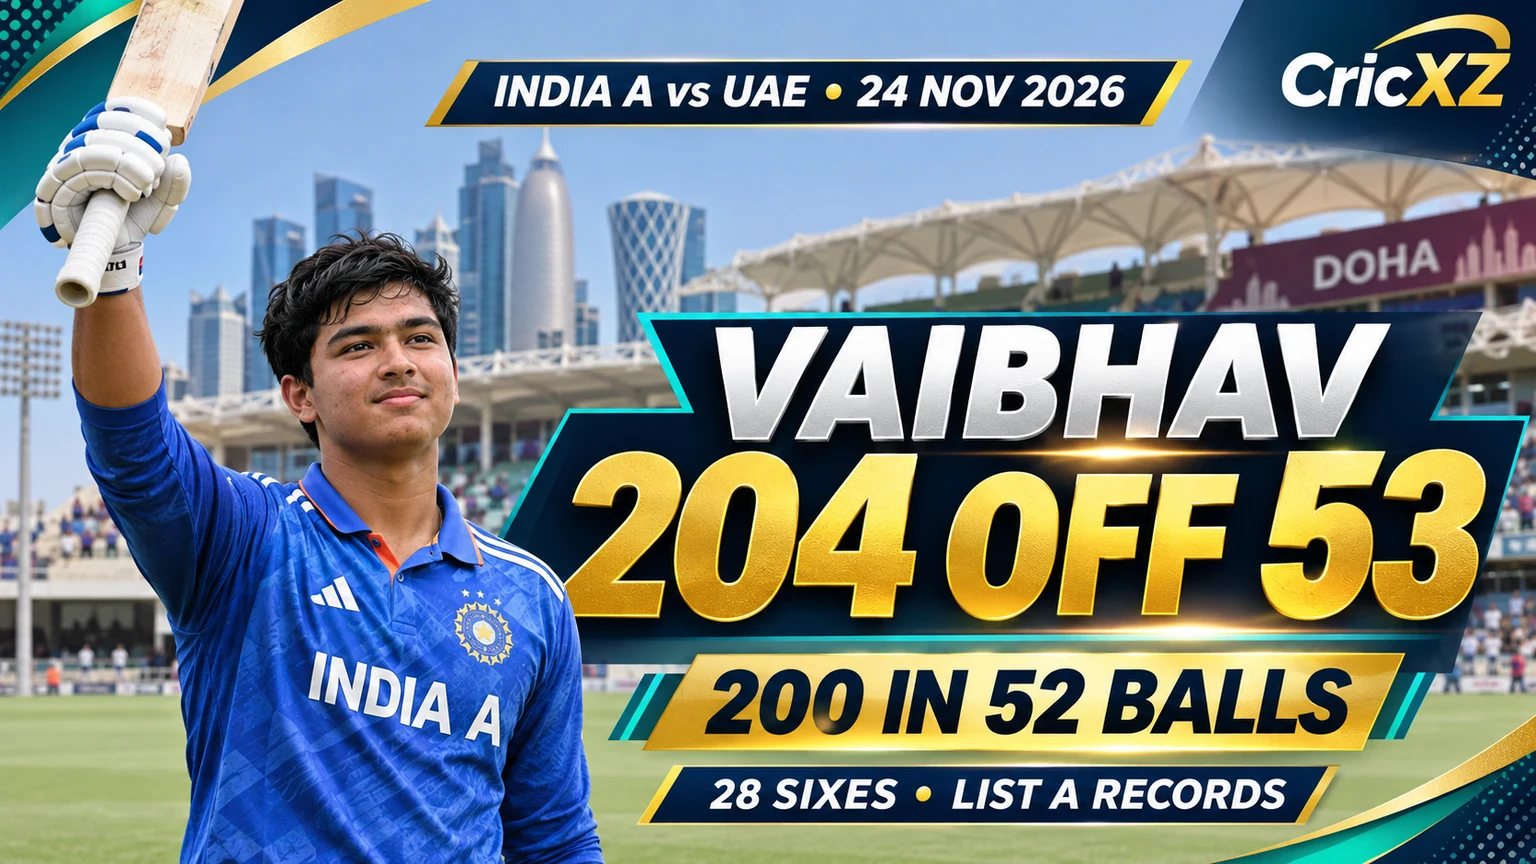 INDIA A vs UAE • 24 NOV 2026
CricXZ
DOHA
VAIBHAV
204 OFF 53
200 IN 52 BALLS
28 SIXES • LIST A RECORDS
INDIA A